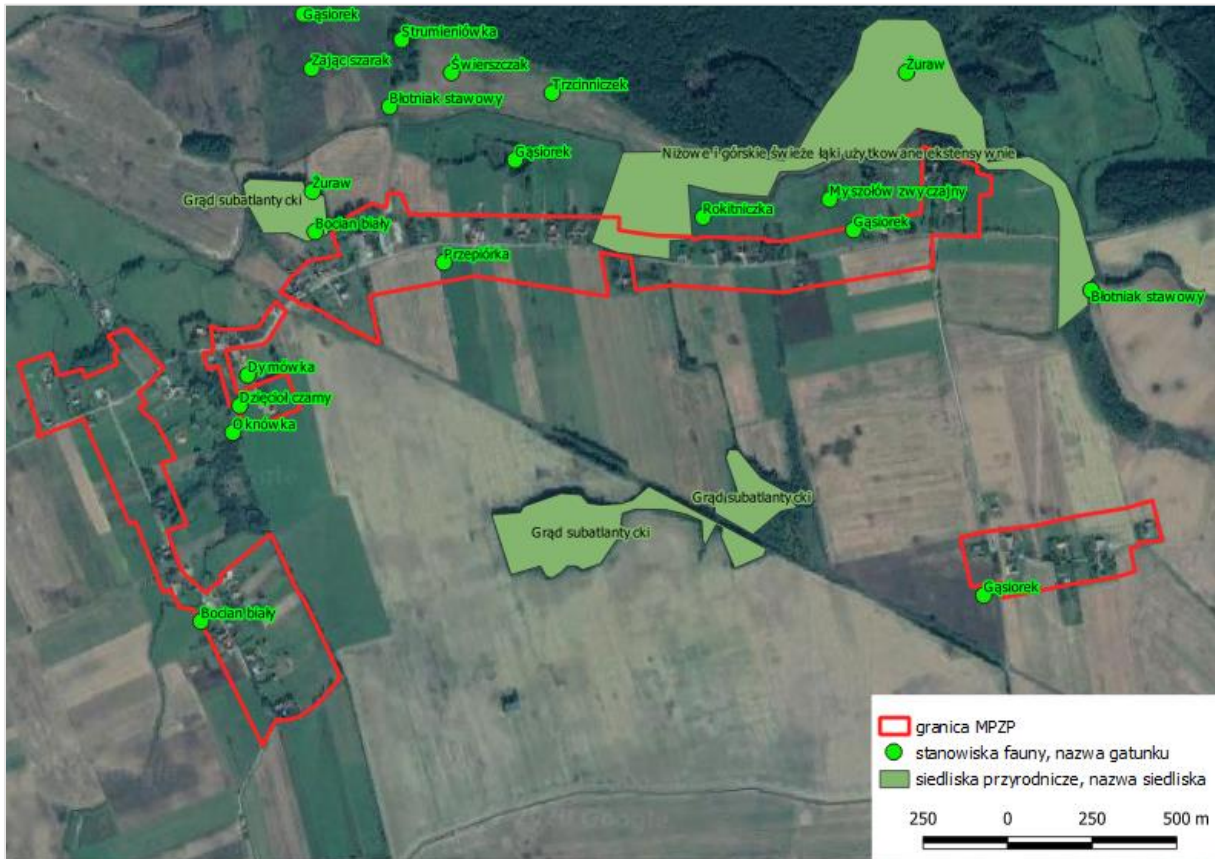 Gąsiorek
Strumieniówka
Zając szarak
Świerszczak
Żuraw
Trzcinniczek
Błotniak stawowy
Gąsiorek
Niżowe i górskie świeże łąki użytkowane ekstensywnie
Żuraw
Grąd subatlantycki
Myszołów zwyczajny
Rokitniczka
Bocian biały
Gąsiorek
Przepiórka
Błotniak stawowy
Dymówka
Dzięcioł czarny
Oknówka
Grąd subatlantycki
Grąd subatlantycki
Gąsiorek
Bocian biały
granica MPZP
stanowiska fauny, nazwa gatunku
siedliska przyrodnicze, nazwa siedliska
250 0 250 500 m